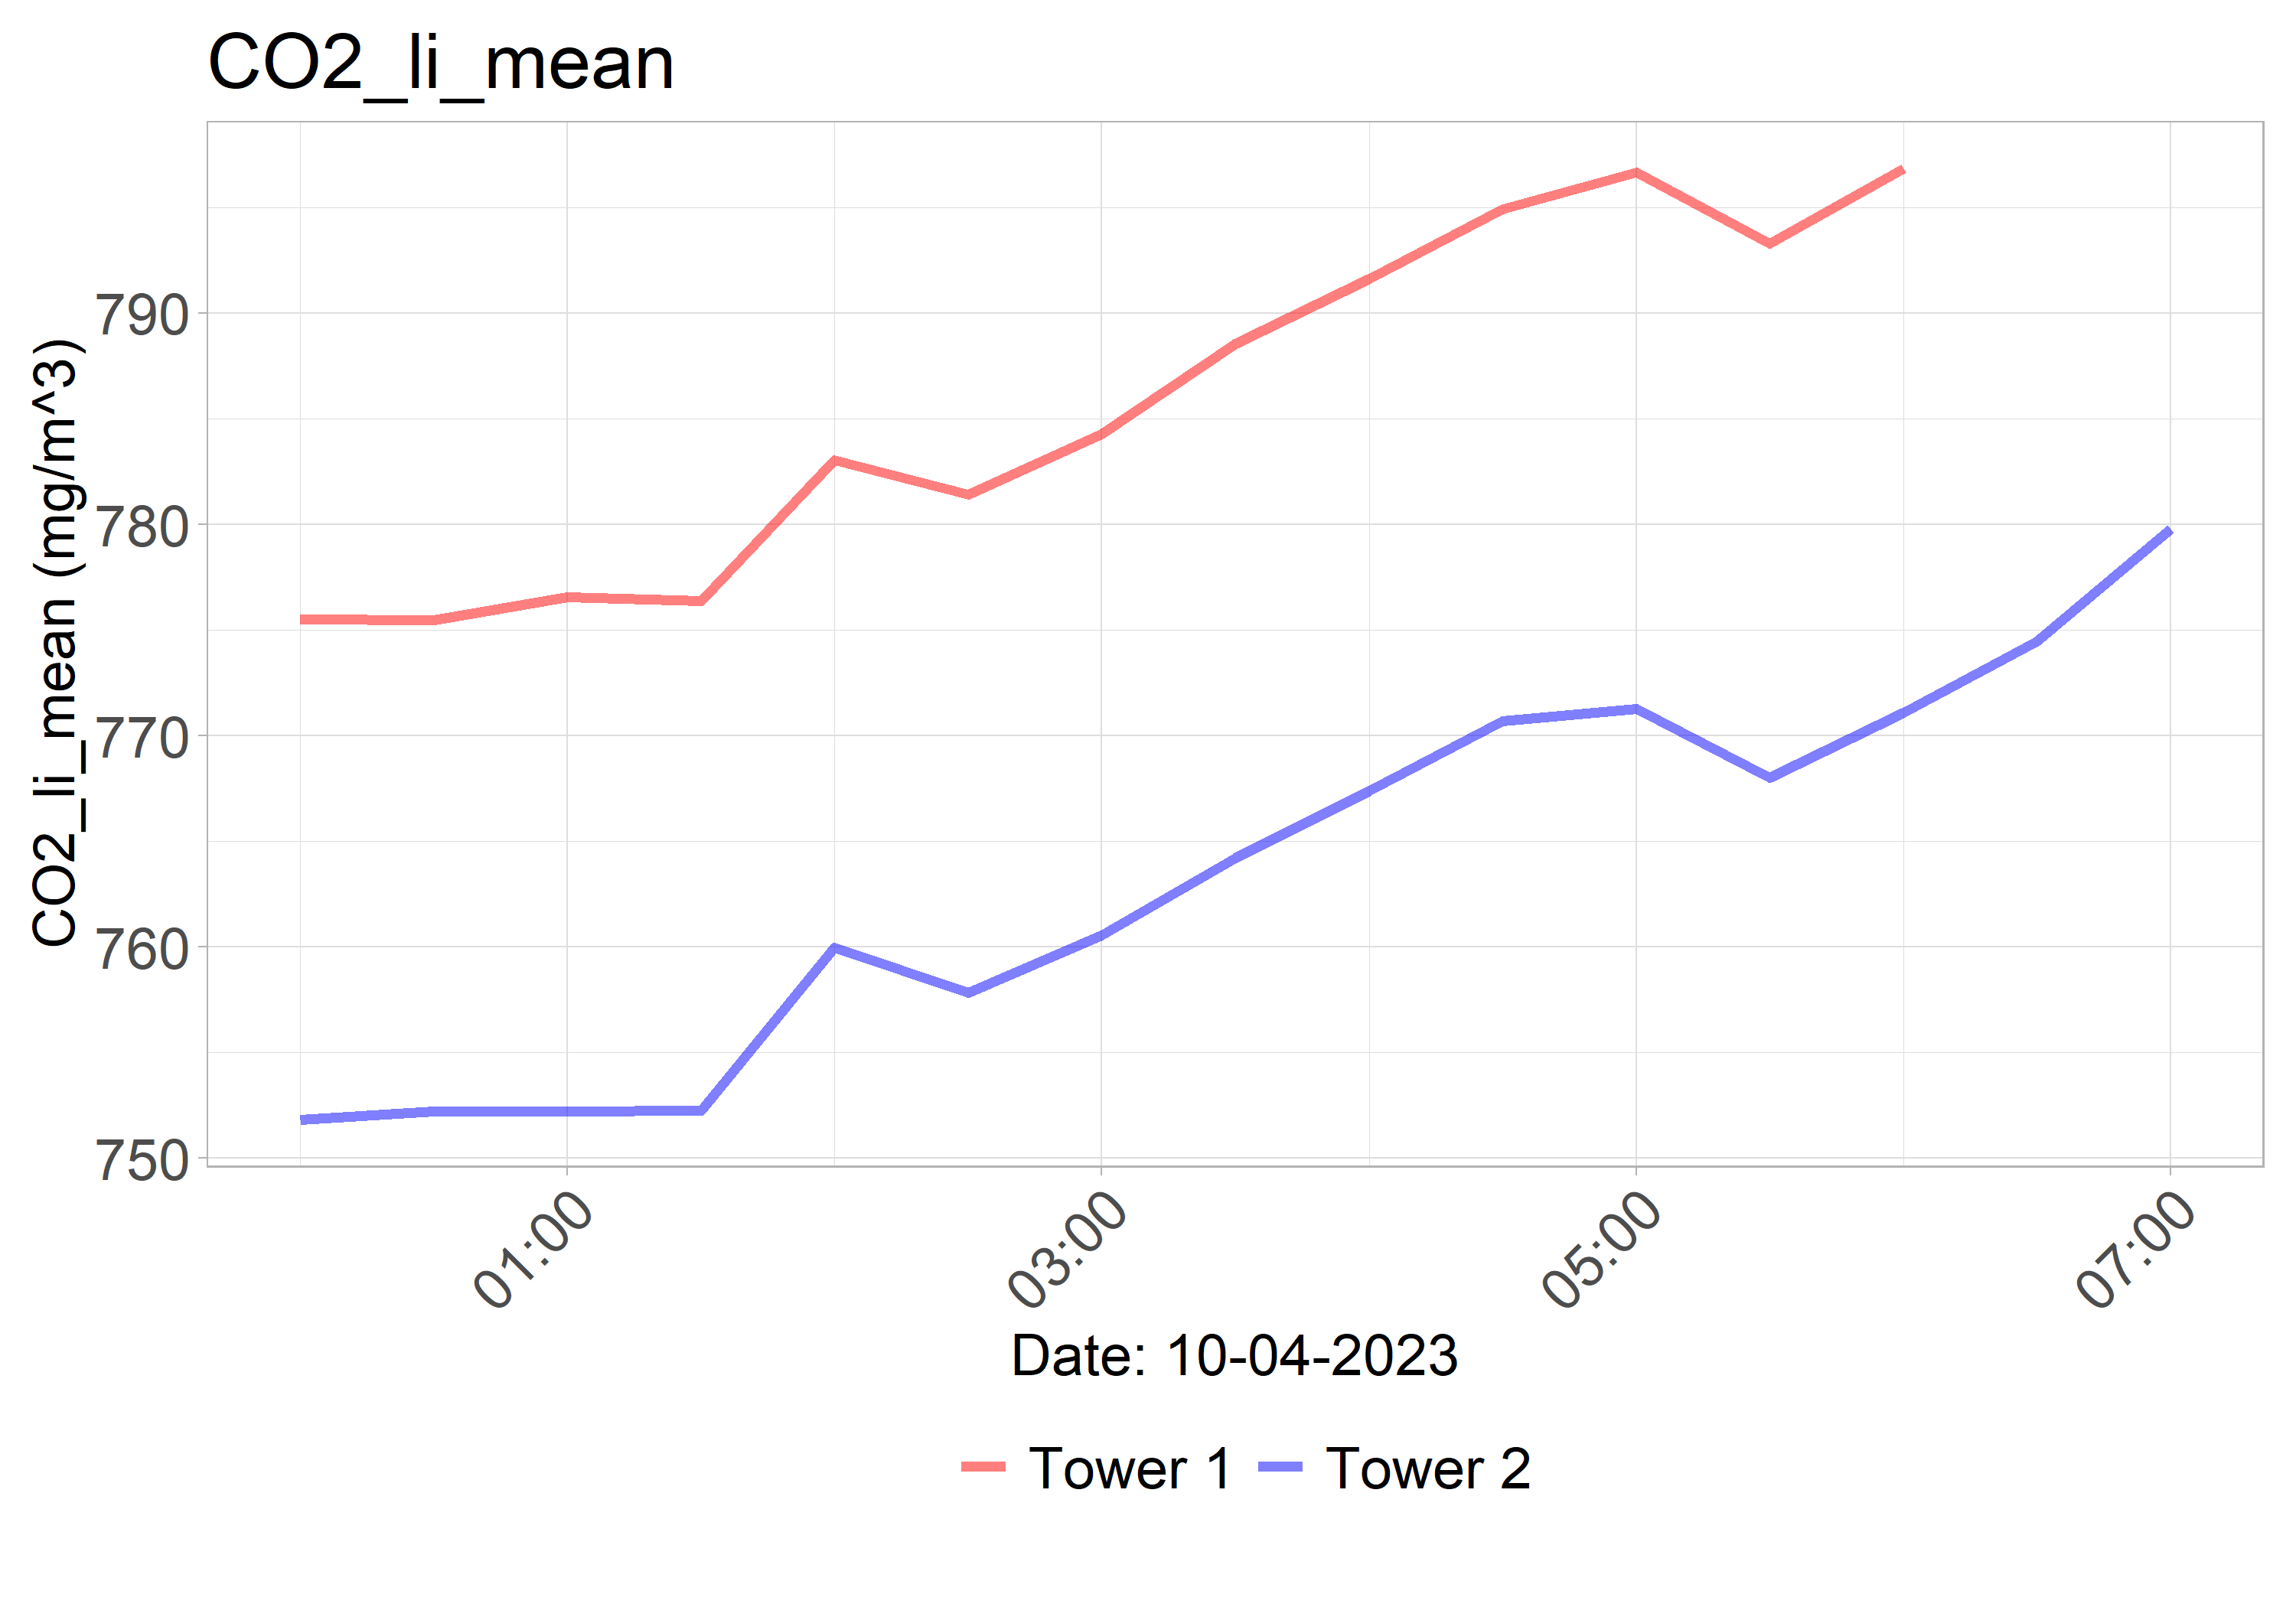 CO2_li_mean
CO2_li_mean (mg/m^3)
790
780
770
760
750
01:00
03:00
05:00
07:00
Date: 10-04-2023
Tower 1
Tower 2